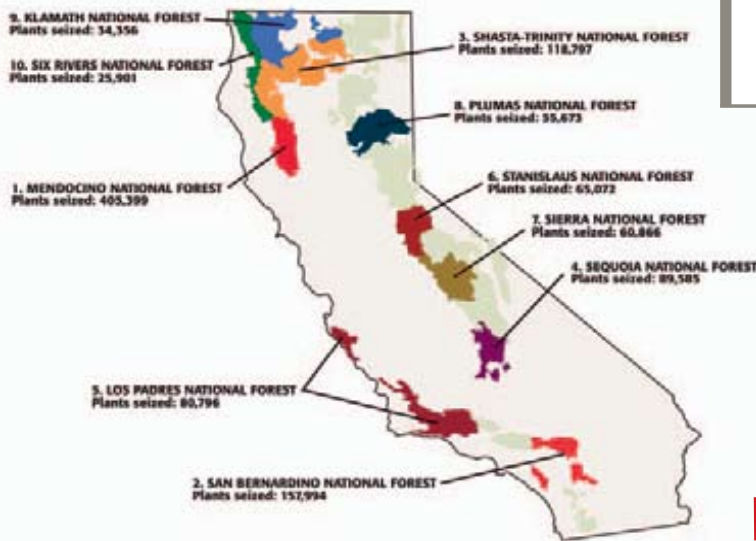 9. KLAMATH NATIONAL FOREST
Plants seized: 34,356
3. SHASTA-TRINITY NATIONAL FOREST
Plants seized: 118,797
10. SIX RIVERS NATIONAL FOREST
Plants seized: 25,901
8. PLUMAS NATIONAL FOREST
Plants seized: 55,673
1. MENDOCINO NATIONAL FOREST
Plants seized: 405,399
6. STANISLAUS NATIONAL FOREST
Plants seized: 65,072
7. SIERRA NATIONAL FOREST
Plants seized: 60,866
4. SEQUOIA NATIONAL FOREST
Plants seized: 89,585
5. LOS PADRES NATIONAL FOREST
Plants seized: 80,796
2. SAN BERNARDINO NATIONAL FOREST
Plants seized: 157,994